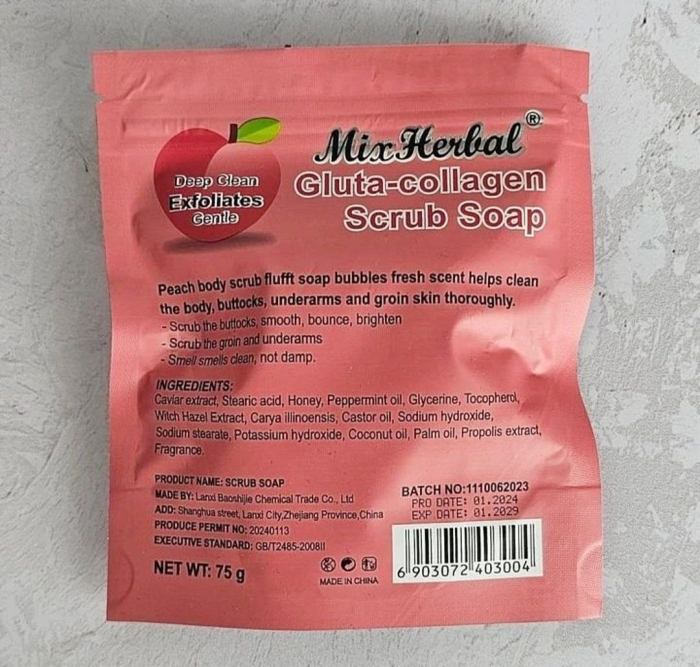 Mix Herbal ®
Gluta-collagen
Scrub Soap
Deep Clean
Exfoliates
Gentle
Peach body scrub flufft soap bubbles fresh scent helps clean
the body, buttocks, underarms and groin skin thoroughly.
- Scrub the buttocks, smooth, bounce, brighten
- Scrub the groin and underarms
- Smell smells clean, not damp.
INGREDIENTS:
Caviar extract, Stearic acid, Honey, Peppermint oil, Glycerine, Tocopherol,
Witch Hazel Extract, Carya illinoensis, Castor oil, Sodium hydroxide,
Sodium stearate, Potassium hydroxide, Coconut oil, Palm oil, Propolis extract,
Fragrance.
PRODUCT NAME: SCRUB SOAP
MADE BY: Lanxi Baoshijie Chemical Trade Co., Ltd
ADD: Shanghua street, Lanxi City,Zhejiang Province,China
PRODUCE PERMIT NO: 20240113
EXECUTIVE STANDARD: GB/T2485-2008II
NET WT: 75 g
MADE IN CHINA
BATCH NO:1110062023
PRO DATE: 01.2024
EXP DATE: 01.2029
6 903072 403004